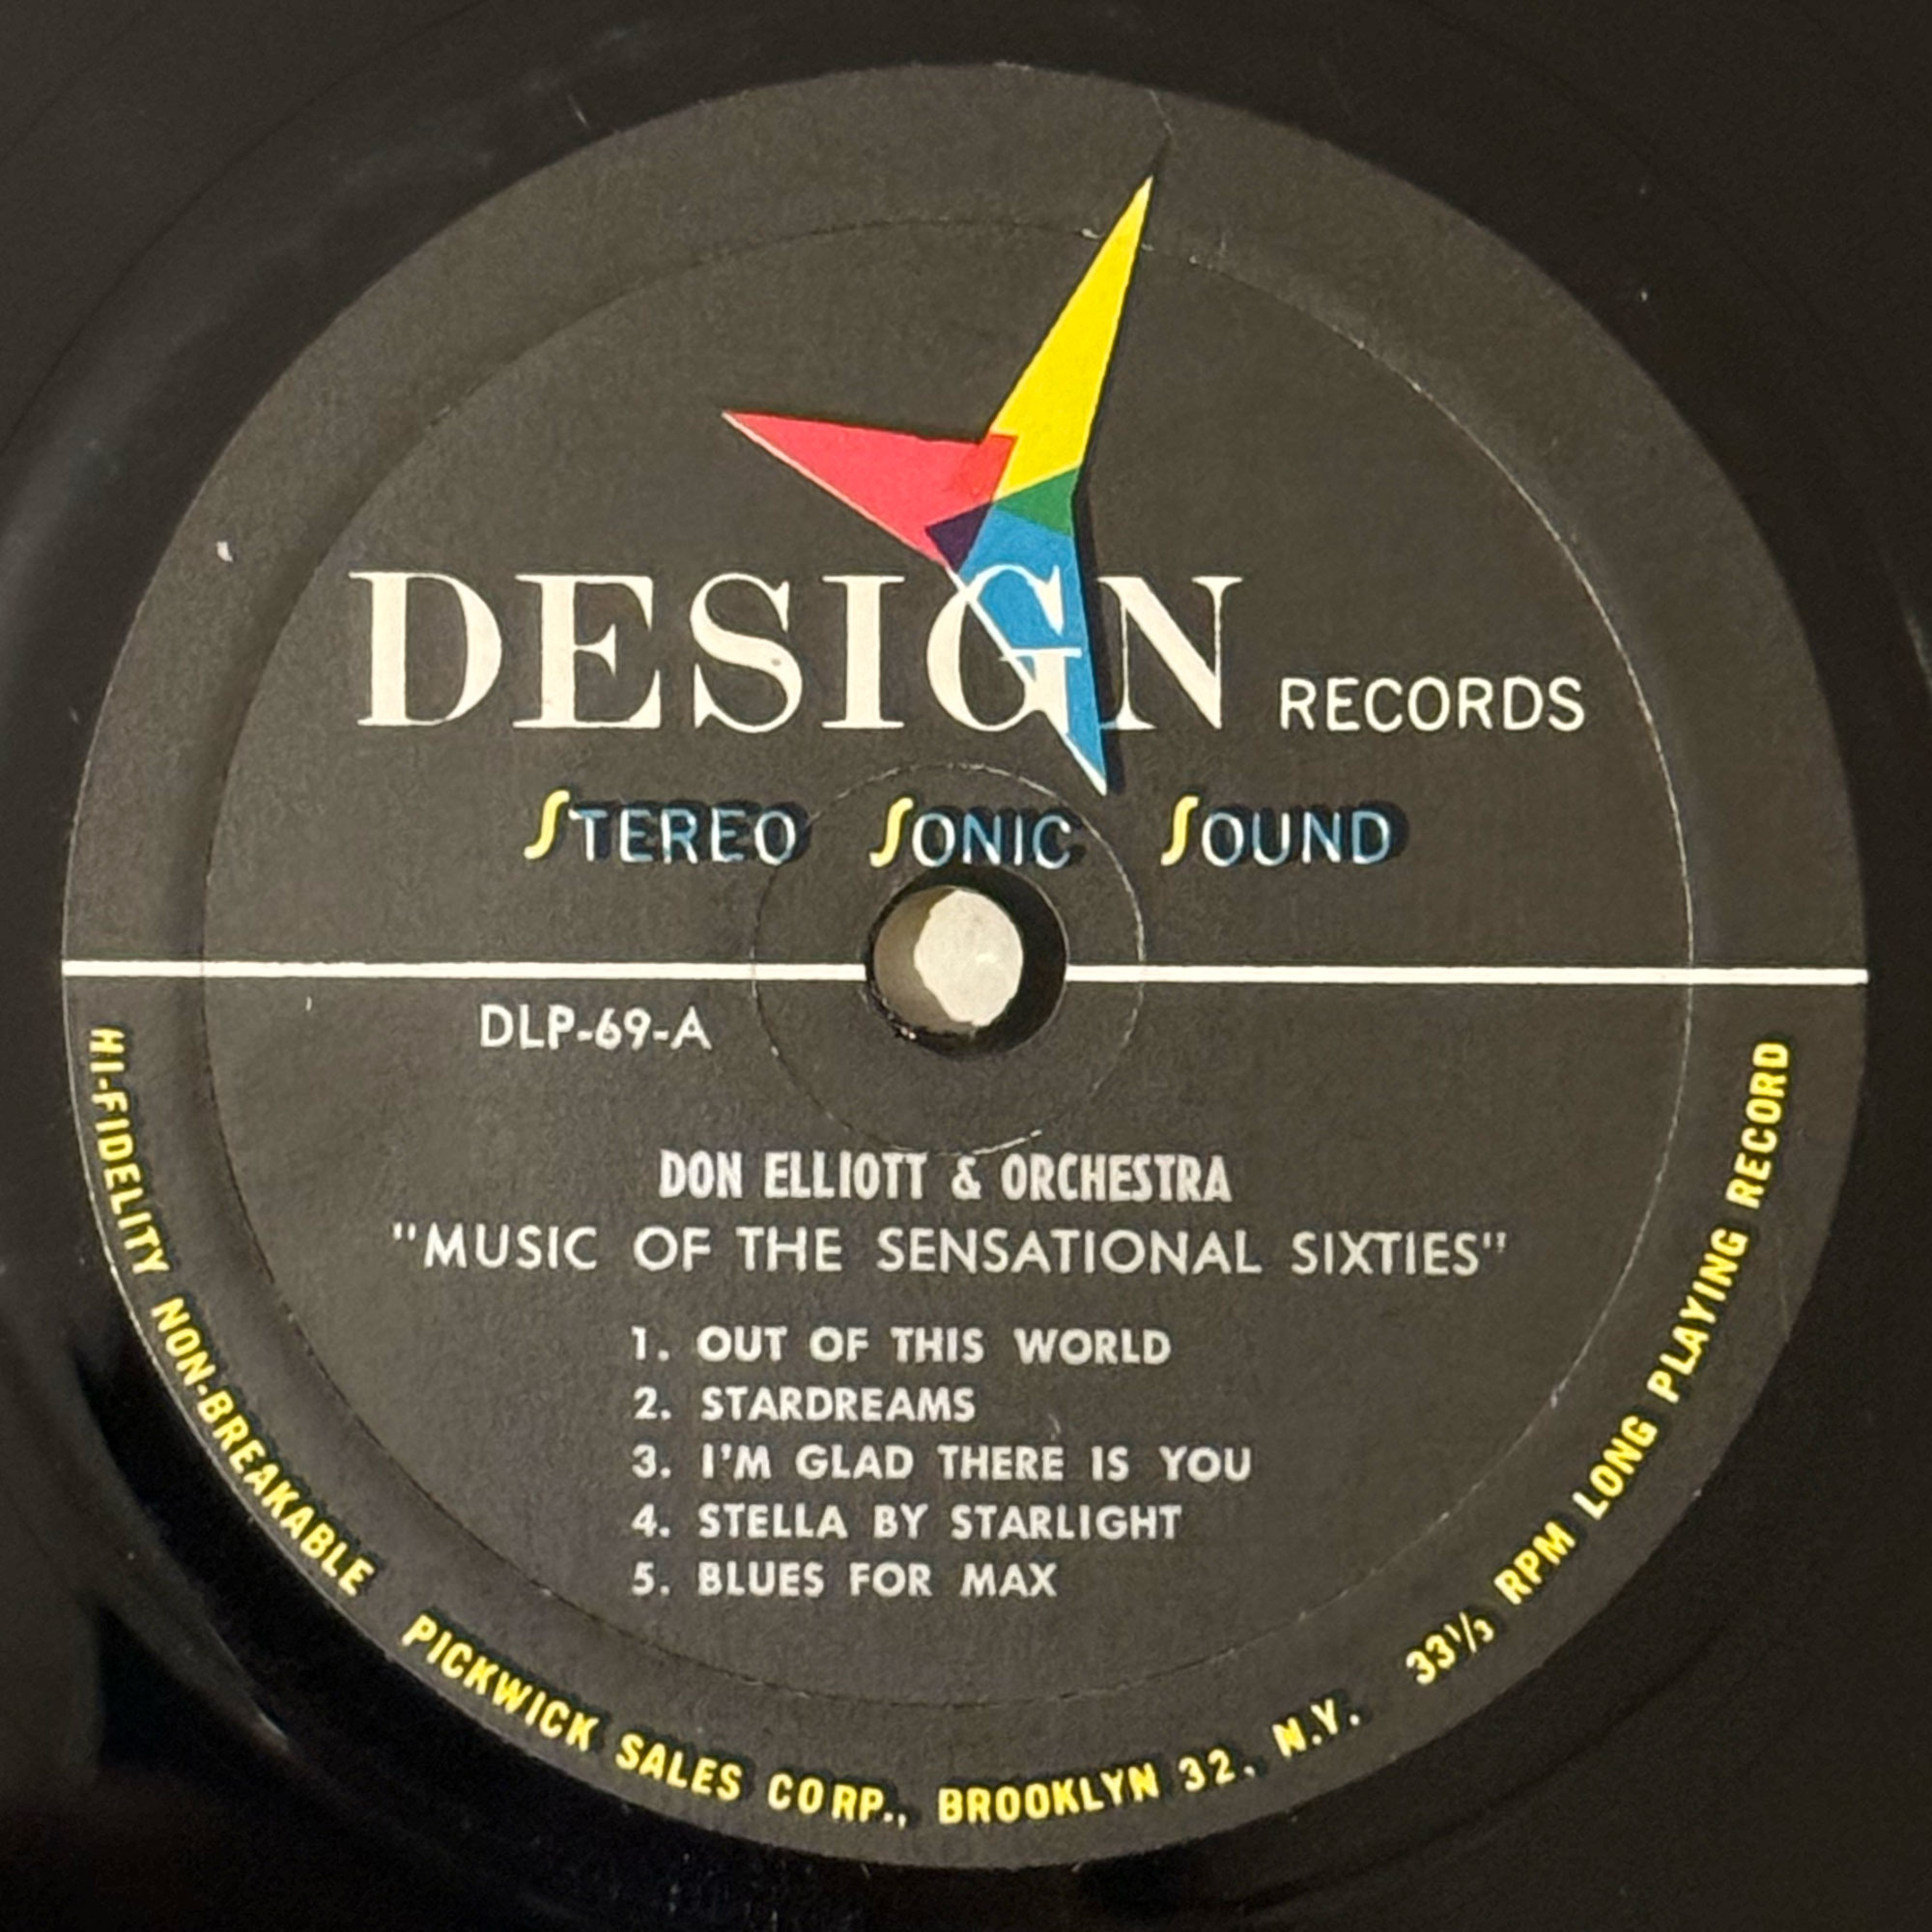 DESIGN RECORDS
STEREO SONIC SOUND
DLP-69-A
DON ELLIOTT & ORCHESTRA
"MUSIC OF THE SENSATIONAL SIXTIES"
1. OUT OF THIS WORLD
2. STARDREAMS
3. I'M GLAD THERE IS YOU
4. STELLA BY STARLIGHT
5. BLUES FOR MAX
HI-FIDELITY NON-BREAKABLE PICKWICK SALES CORP., BROOKLYN 32, N.Y. 33⅓ RPM LONG PLAYING RECORD